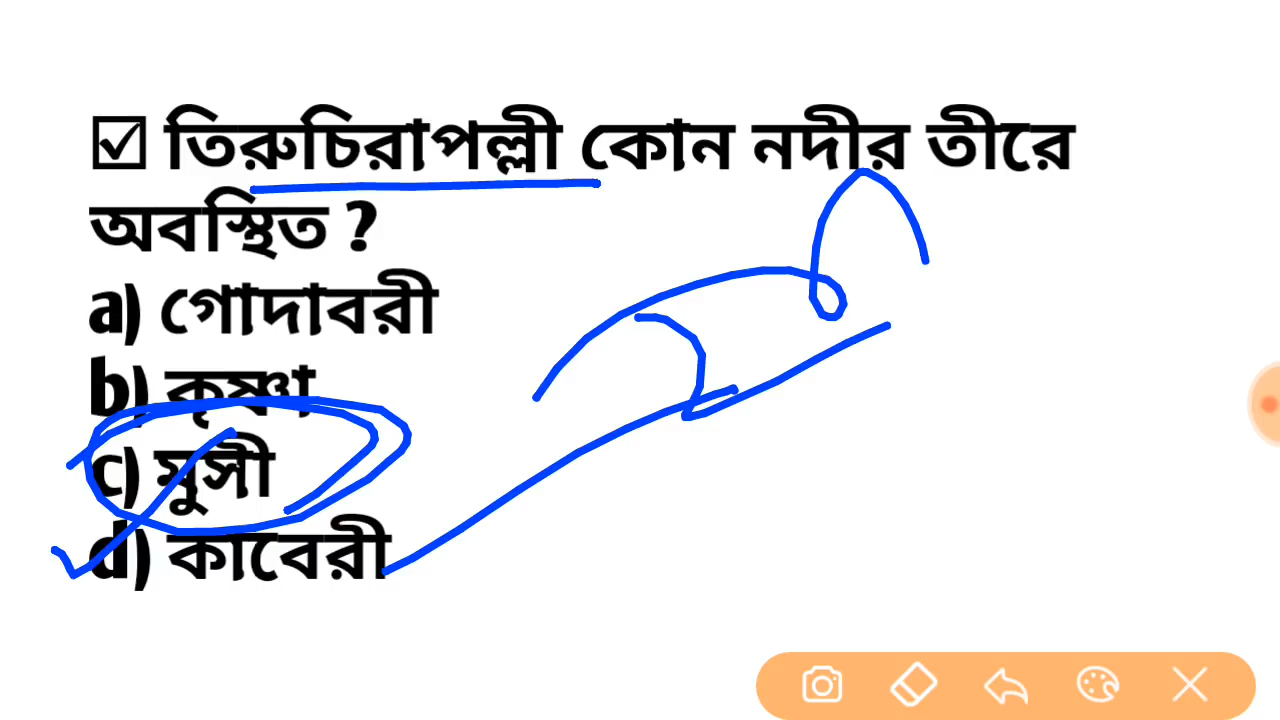 ☑ তিরুচিরাপল্লী কোন নদীর তীরে
অবস্থিত ?
a) গোদাবরী
b) কৃষ্ণা
c) মুসী
d) কাবেরী